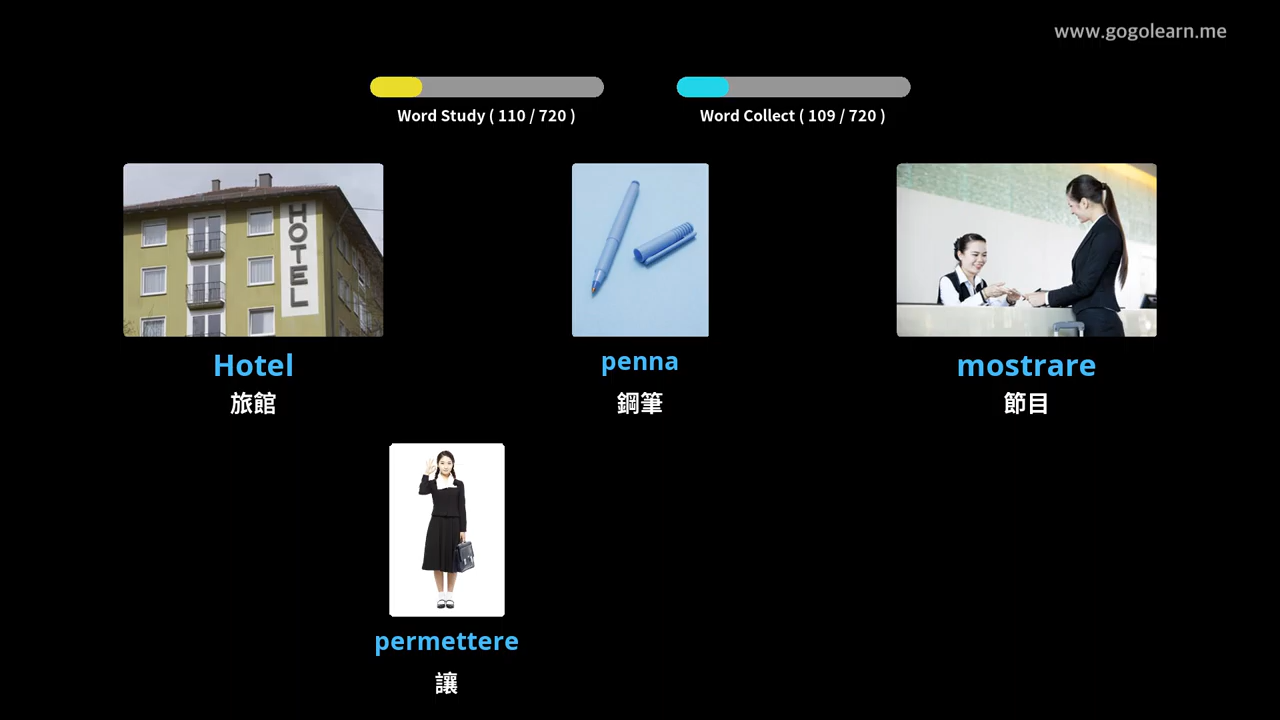 www.gogolearn.me
Word Study ( 110 / 720 )
Word Collect ( 109 / 720 )
HOTEL
Hotel
旅館
penna
鋼筆
mostrare
節目
permettere
讓